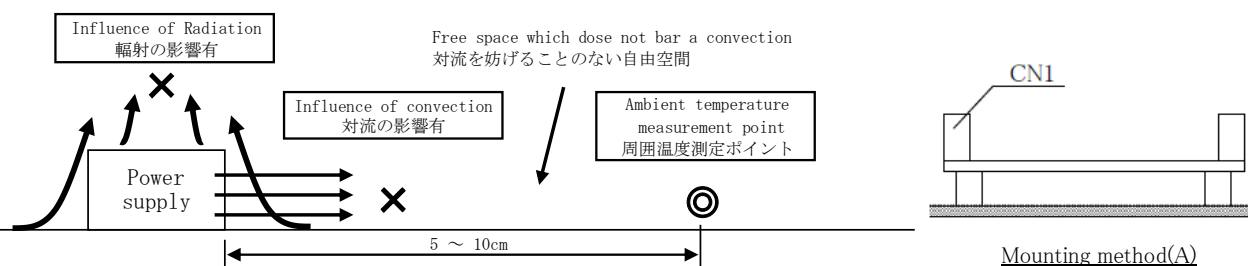 Influence of Radiation
輻射の影響有
Free space which dose not bar a convection
対流を妨げることのない自由空間
Influence of convection
対流の影響有
Ambient temperature
measurement point
周囲温度測定ポイント
Power
supply
5 ～ 10cm
CN1
Mounting method(A)